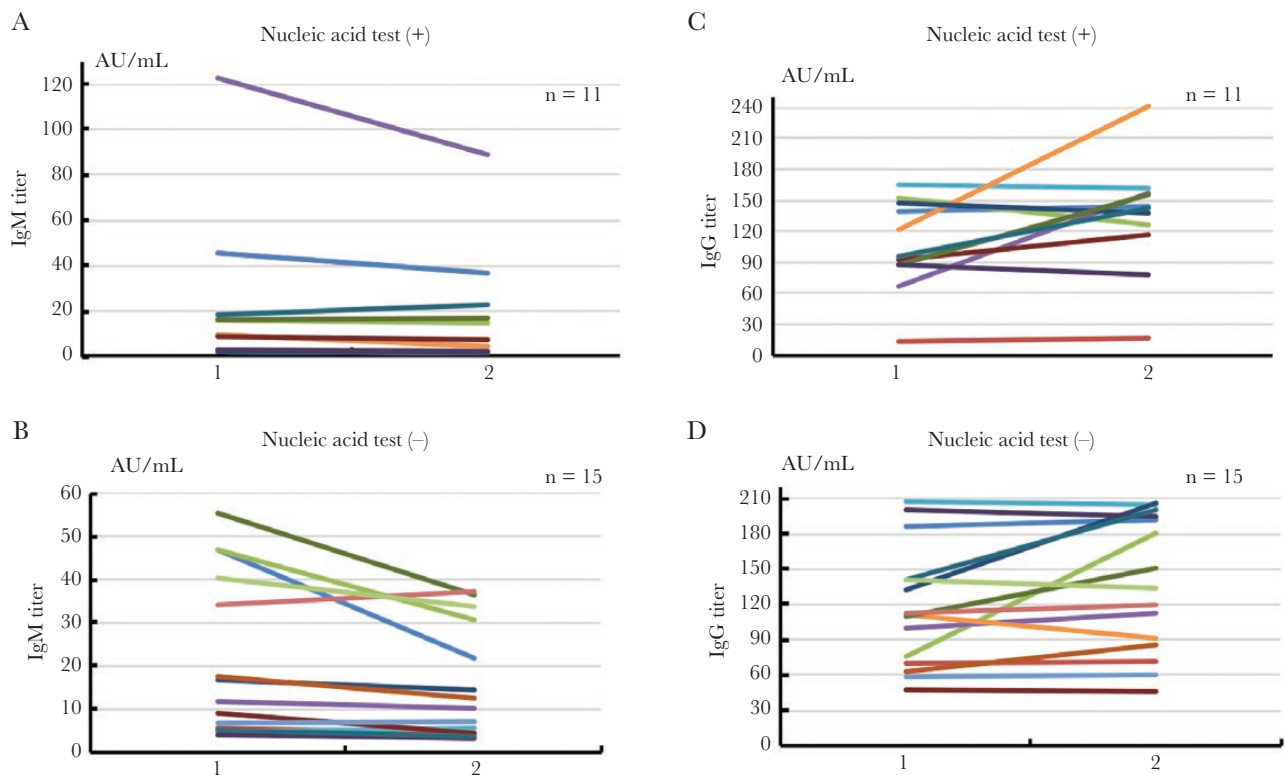 A
Nucleic acid test (+)
AU/mL
n = 11
120
100
80
60
40
20
0
IgM titer
1
2
C
Nucleic acid test (+)
AU/mL
n = 11
240
210
180
150
120
90
60
30
0
IgG titer
1
2
B
Nucleic acid test (–)
AU/mL
n = 15
60
50
40
30
20
10
0
IgM titer
1
2
D
Nucleic acid test (–)
AU/mL
n = 15
210
180
150
120
90
60
30
0
IgG titer
1
2